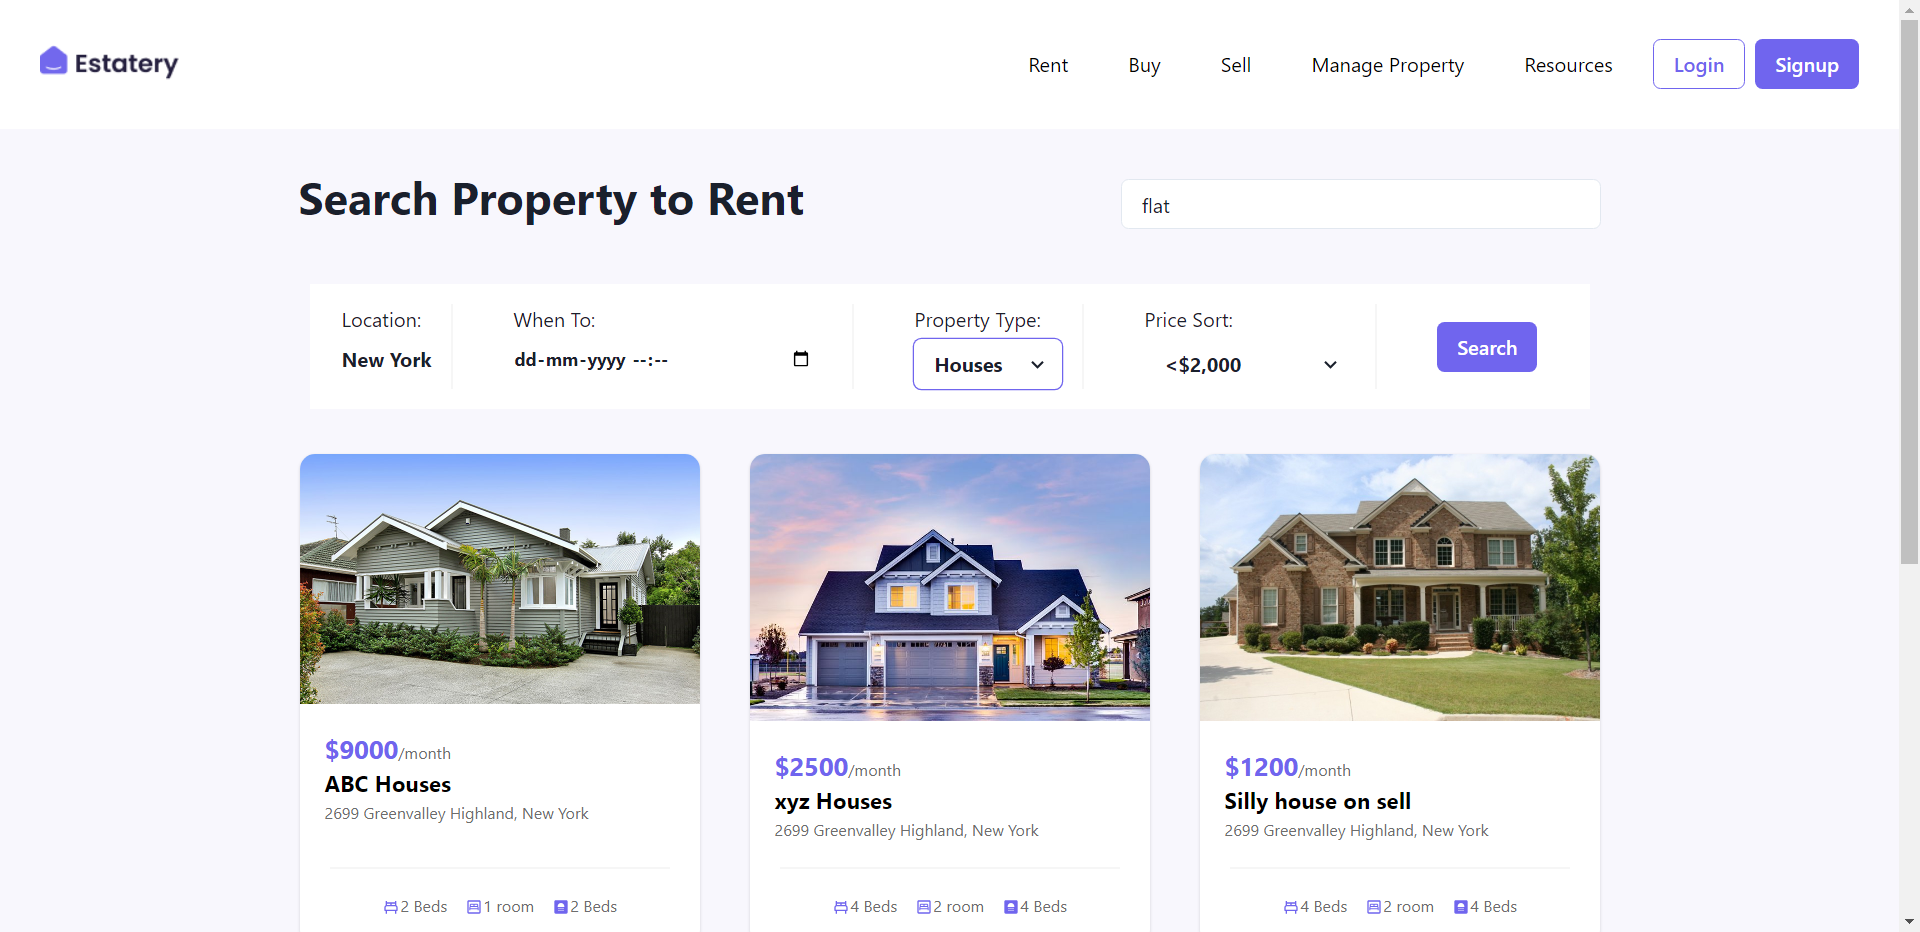 Estatery
Rent Buy Sell Manage Property Resources Login Signup
Search Property to Rent
flat
Location: When To: Property Type: Price Sort:
New York dd-mm-yyyy --:-- Houses <$2,000 Search
$9000/month
ABC Houses
2699 Greenvalley Highland, New York
2 Beds 1 room 2 Beds
$2500/month
xyz Houses
2699 Greenvalley Highland, New York
4 Beds 2 room 4 Beds
$1200/month
Silly house on sell
2699 Greenvalley Highland, New York
4 Beds 2 room 4 Beds